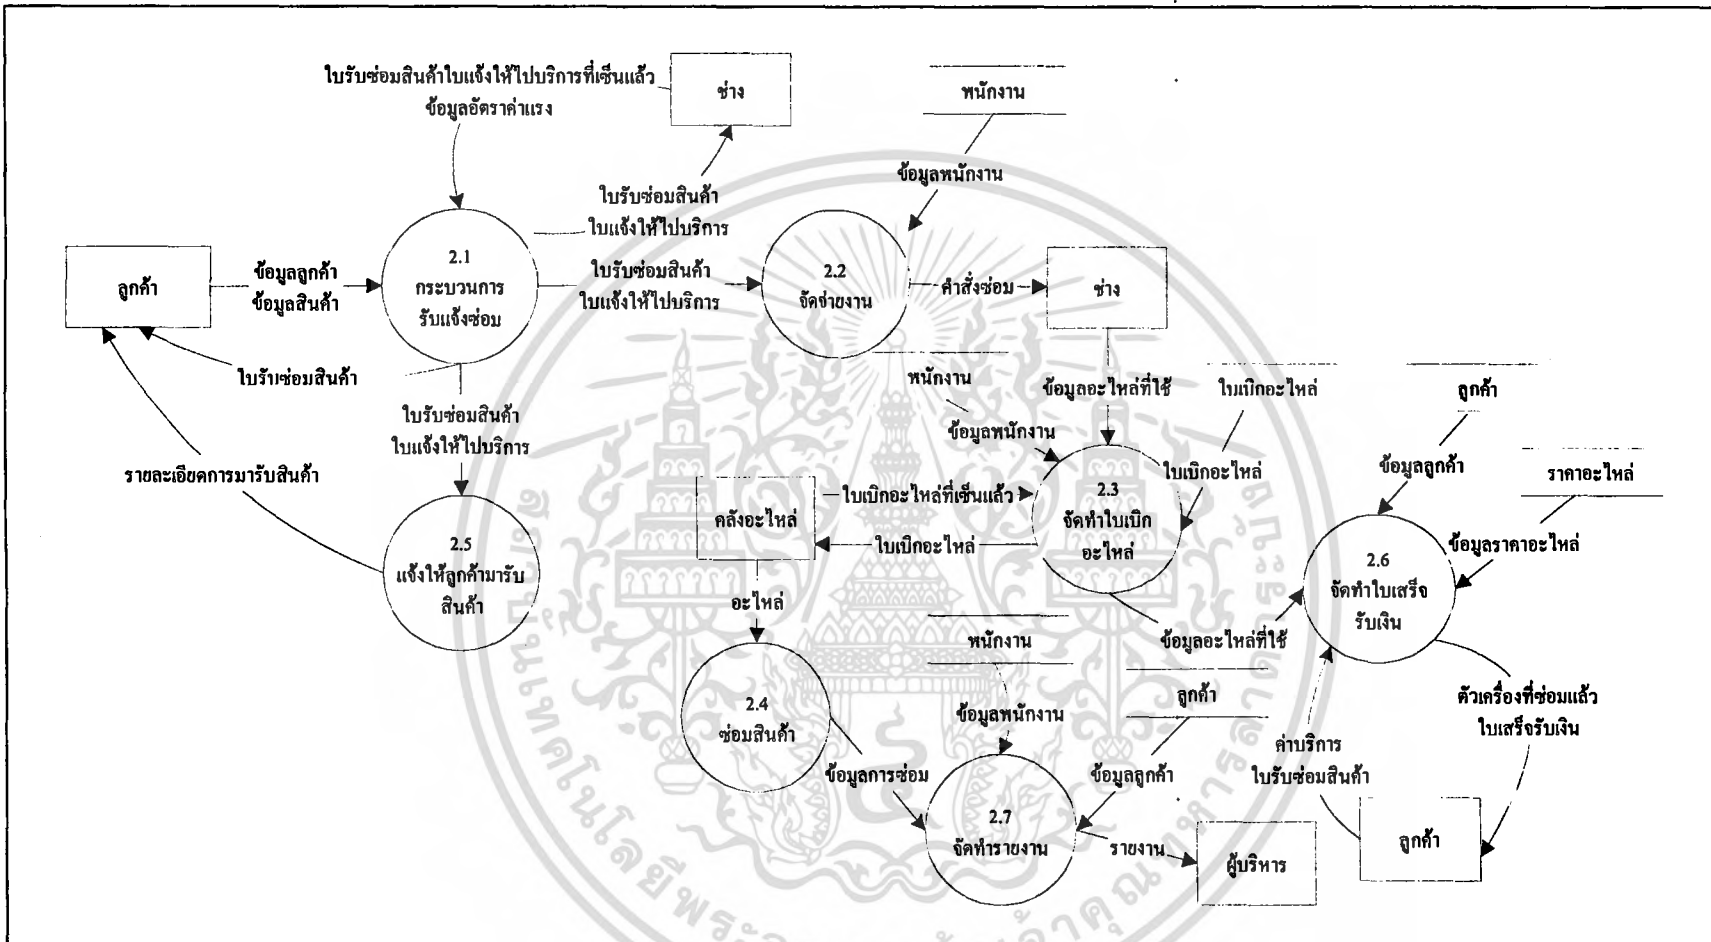 ใบรับซ่อมสินค้าใบแจ้งให้ไปบริการที่เซ็นแล้ว
ข้อมูลอัตราค่าแรง
ช่าง
พนักงาน
ข้อมูลพนักงาน
ใบรับซ่อมสินค้า
ใบแจ้งให้ไปบริการ
ลูกค้า
ข้อมูลลูกค้า
ข้อมูลสินค้า
2.1
กระบวนการ
รับแจ้งซ่อม
ใบรับซ่อมสินค้า
ใบแจ้งให้ไปบริการ
2.2
จัดจ่ายงาน
คำสั่งซ่อม
ช่าง
ใบรับซ่อมสินค้า
พนักงาน
ข้อมูลอะไหล่ที่ใช้
ใบเบิกอะไหล่
ลูกค้า
ใบรับซ่อมสินค้า
ใบแจ้งให้ไปบริการ
ข้อมูลพนักงาน
รายละเอียดการมารับสินค้า
ใบเบิกอะไหล่
ข้อมูลลูกค้า
ราคาอะไหล่
คลังอะไหล่
ใบเบิกอะไหล่ที่เซ็นแล้ว
ใบเบิกอะไหล่
2.3
จัดทำใบเบิก
อะไหล่
ข้อมูลราคาอะไหล่
2.5
แจ้งให้ลูกค้ามารับ
สินค้า
2.6
จัดทำใบเสร็จ
รับเงิน
อะไหล่
พนักงาน
ข้อมูลอะไหล่ที่ใช้
2.4
ซ่อมสินค้า
ข้อมูลพนักงาน
ลูกค้า
ตัวเครื่องที่ซ่อมแล้ว
ใบเสร็จรับเงิน
ค่าบริการ
ใบรับซ่อมสินค้า
ข้อมูลการซ่อม
ข้อมูลลูกค้า
2.7
จัดทำรายงาน
รายงาน
ผู้บริหาร
ลูกค้า